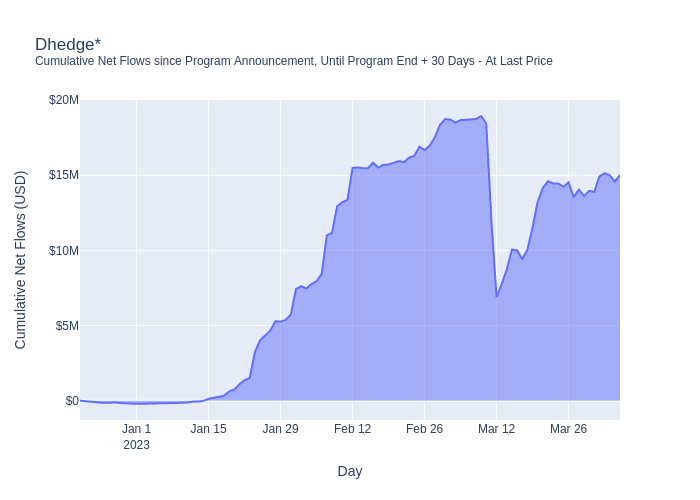 Dhedge*
Cumulative Net Flows since Program Announcement, Until Program End + 30 Days - At Last Price
Cumulative Net Flows (USD)
$20M
$15M
$10M
$5M
$0
Jan 1
2023
Jan 15
Jan 29
Feb 12
Feb 26
Mar 12
Mar 26
Day